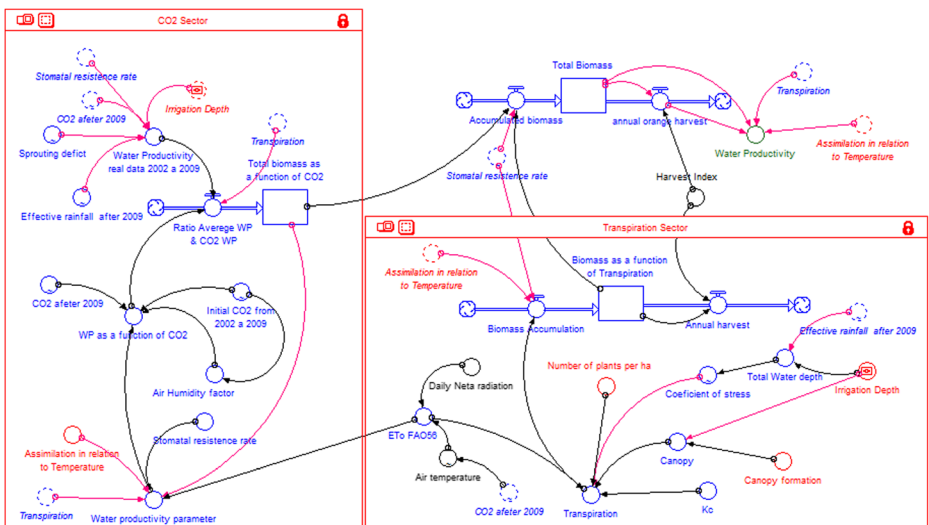 CO2 Sector
Stomatal resistence rate
CO2 afeter 2009
Irrigation Depth
Sprouting defict
Water Productivity
real data 2002 a 2009
Transpiration
Total biomass as
a function of CO2
Effective rainfall  after 2009
Ratio Averege WP
& CO2 WP
CO2 afeter 2009
Initial CO2 from
2002 a 2009
WP as a function of CO2
Air Humidity factor
Stomatal resistence rate
Assimilation in relation
to Temperature
Transpiration
Water productivity parameter
Total Biomass
Accumulated biomass
annual orange harvest
Transpiration
Water Productivity
Assimilation in relation
to Temperature
Stomatal resistence rate
Harvest Index
Transpiration Sector
Assimilation in relation
to Temperature
Biomass as a function
of Transpiration
Biomass Accumulation
Annual harvest
Effective rainfall  after 2009
Daily Neta radiation
Number of plants per ha
Total Water depth
Coeficient of stress
Irrigation Depth
ETo FAO56
Canopy
Air temperature
Canopy formation
CO2 afeter 2009
Transpiration
Kc